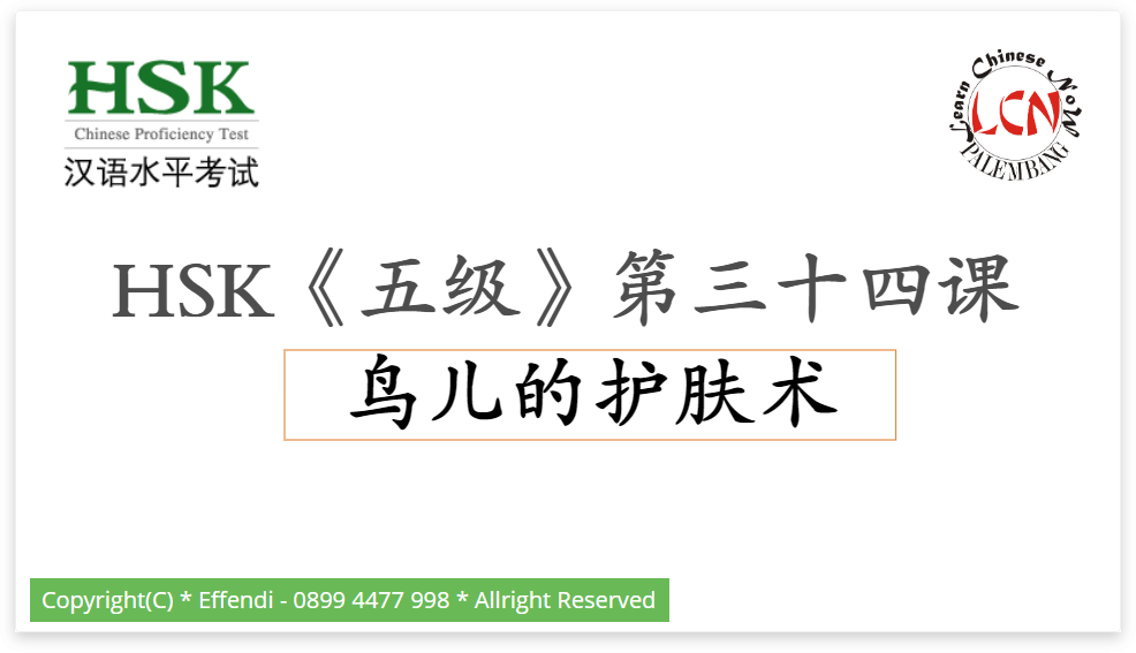 HSK
Chinese Proficiency Test
汉语水平考试
Learn Chinese Now
LCN
PALEMBANG
HSK《五级》第三十四课
鸟儿的护肤术
Copyright(C) * Effendi - 0899 4477 998 * Allright Reserved